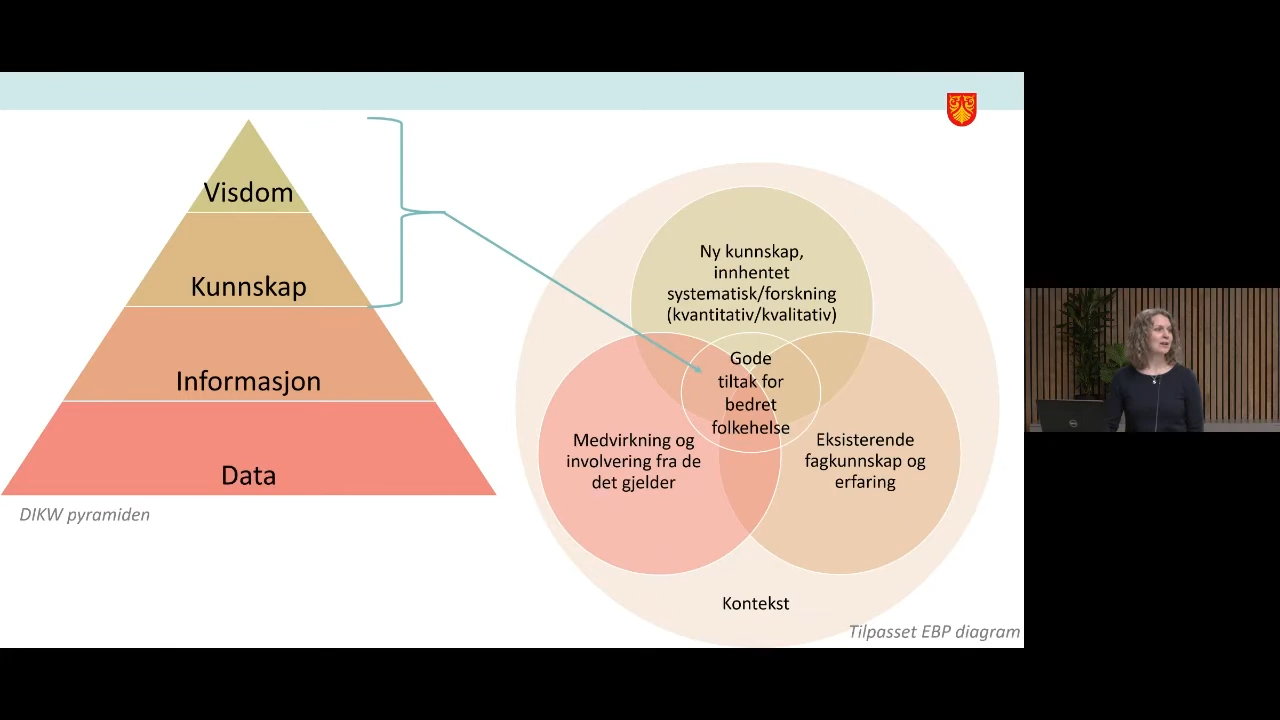 Visdom
Kunnskap
Informasjon
Data
DIKW pyramiden
Ny kunnskap,
innhentet
systematisk/forskning
(kvantitativ/kvalitativ)
Gode
tiltak for
bedret
folkehelse
Medvirkning og
involvering fra de
det gjelder
Eksisterende
fagkunnskap og
erfaring
Kontekst
Tilpasset EBP diagram